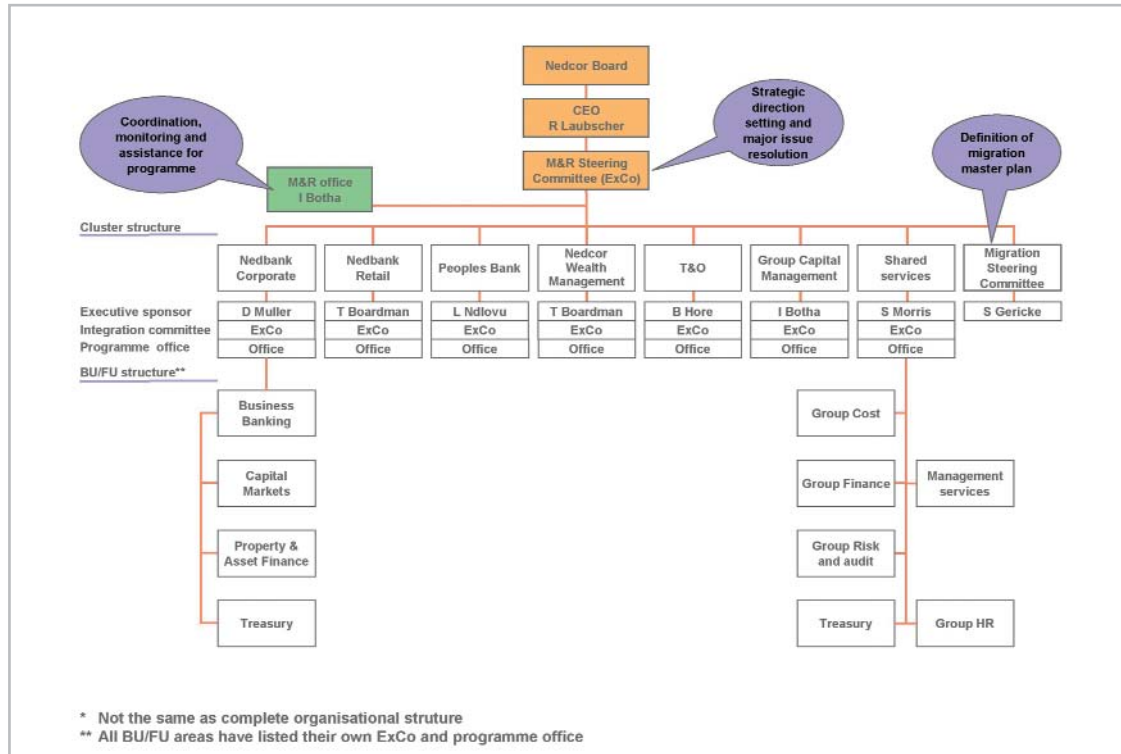 Nedcor Board
CEO
R Laubscher
M&R Steering
Committee (ExCo)
Coordination,
monitoring and
assistance for
programme
Strategic
direction
setting and
major issue
resolution
Definition of
migration
master plan
M&R office
I Botha
Cluster structure
Nedbank
Corporate
Nedbank
Retail
Peoples Bank
Nedcor
Wealth
Management
T&O
Group Capital
Management
Shared
services
Migration
Steering
Committee
Executive sponsor
D Muller
T Boardman
L Ndlovu
T Boardman
B Hore
I Botha
S Morris
S Gericke
Integration committee
ExCo
ExCo
ExCo
ExCo
ExCo
ExCo
ExCo
Programme office
Office
Office
Office
Office
Office
Office
Office
BU/FU structure**
Business
Banking
Capital
Markets
Property &
Asset Finance
Treasury
Group Cost
Group Finance
Management
services
Group Risk
and audit
Treasury
Group HR
* Not the same as complete organisational struture
** All BU/FU areas have listed their own ExCo and programme office